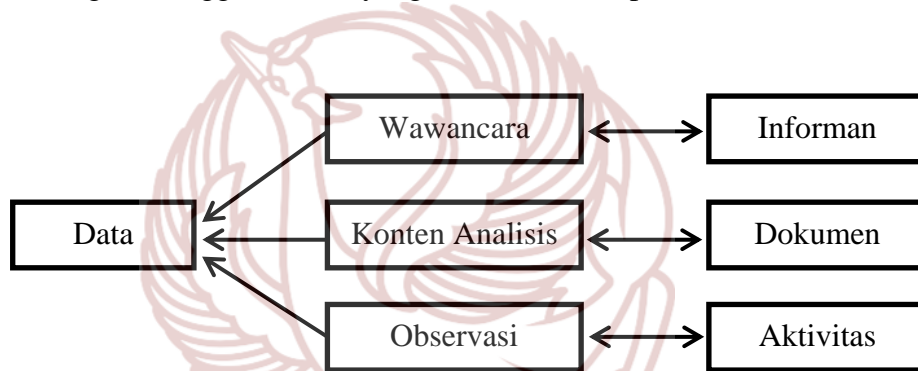 Wawancara Informan
Data Konten Analisis Dokumen
Observasi Aktivitas